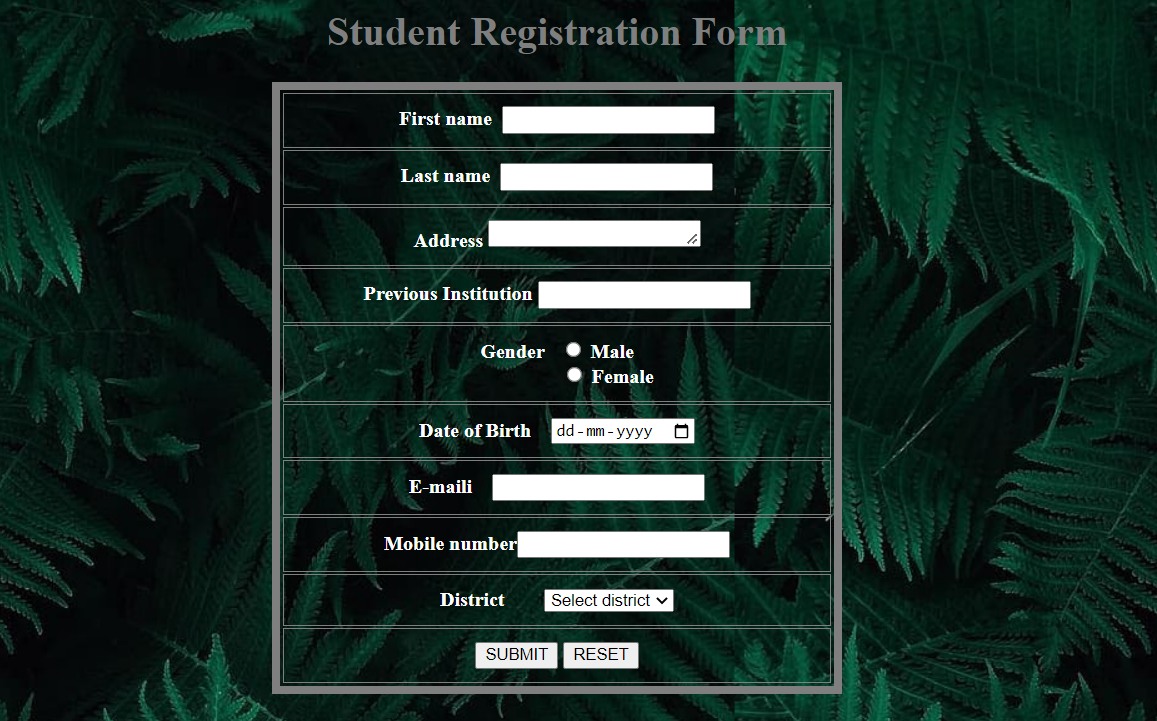 Student Registration Form
First name
Last name
Address
Previous Institution
Gender Male
Female
Date of Birth dd-mm-yyyy
E-maili
Mobile number
District Select district
SUBMIT RESET